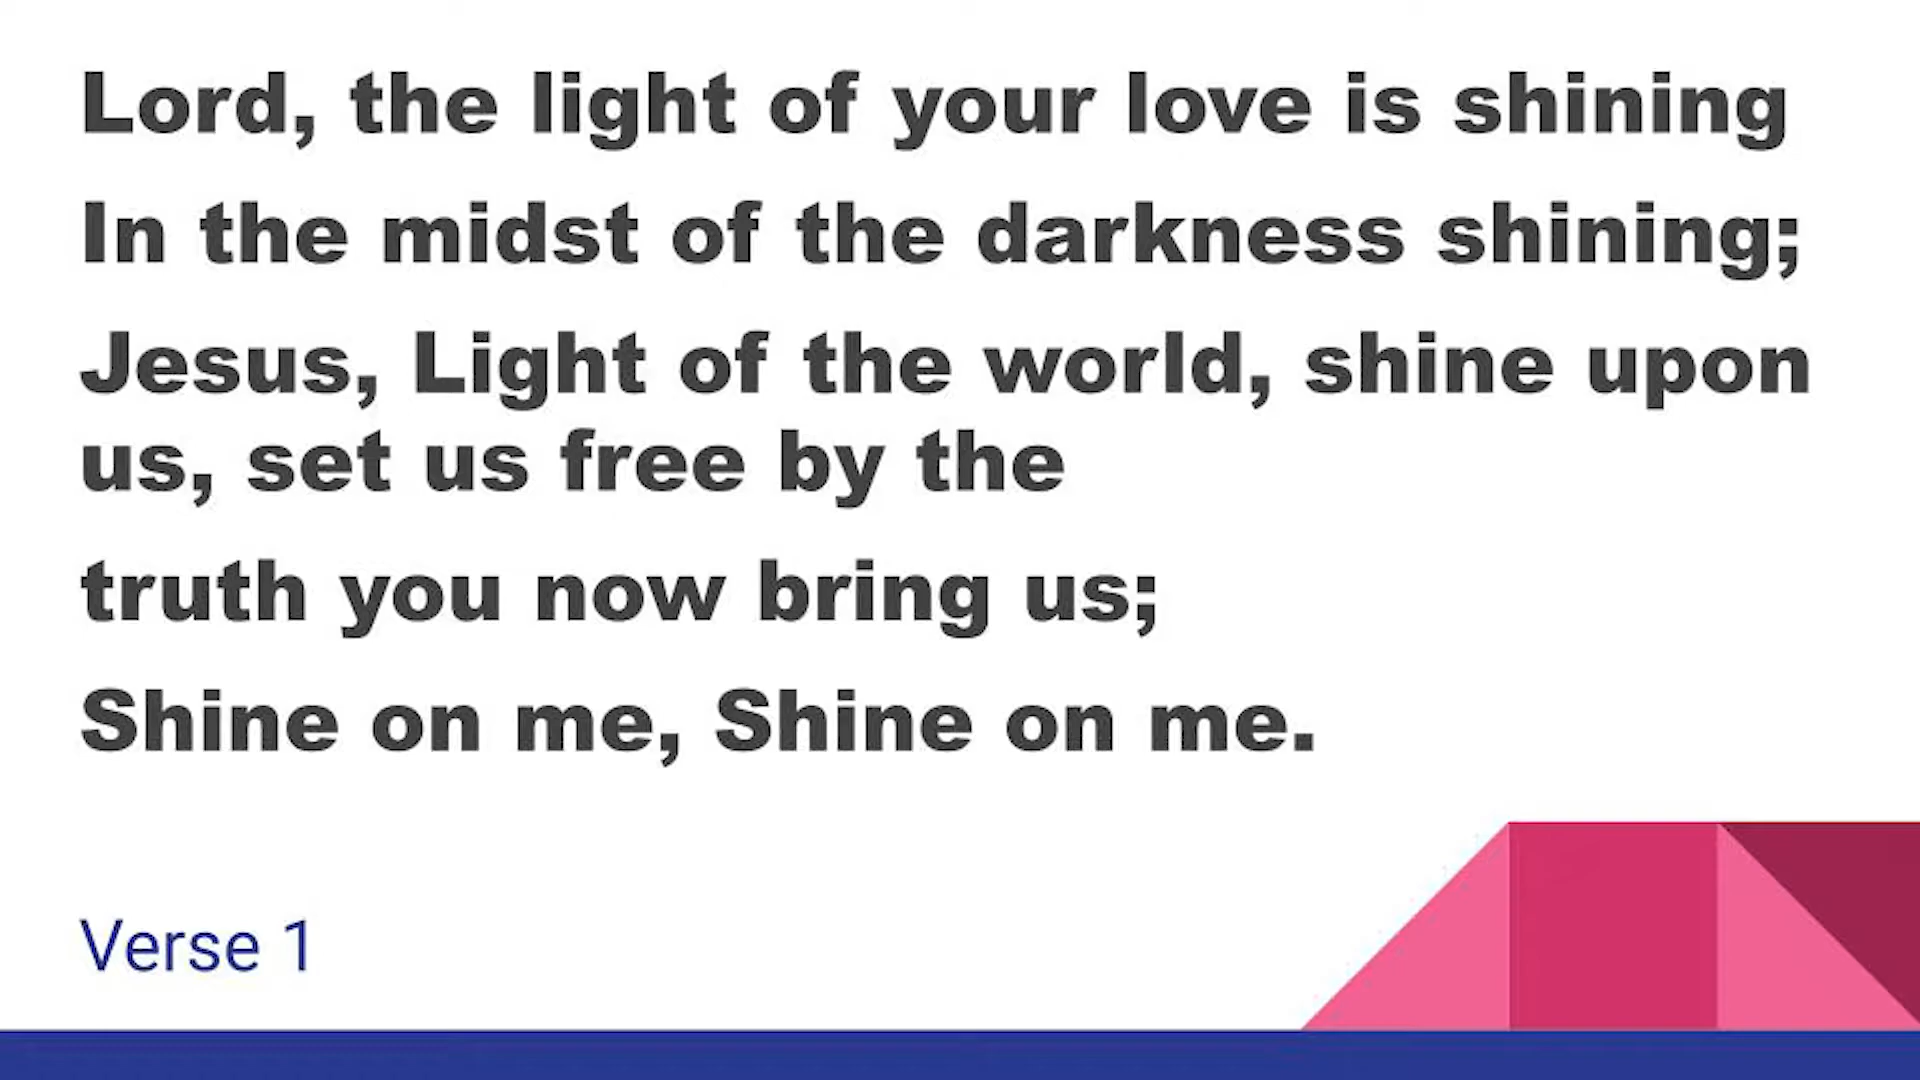 Lord, the light of your love is shining
In the midst of the darkness shining;
Jesus, Light of the world, shine upon
us, set us free by the
truth you now bring us;
Shine on me, Shine on me.
Verse 1